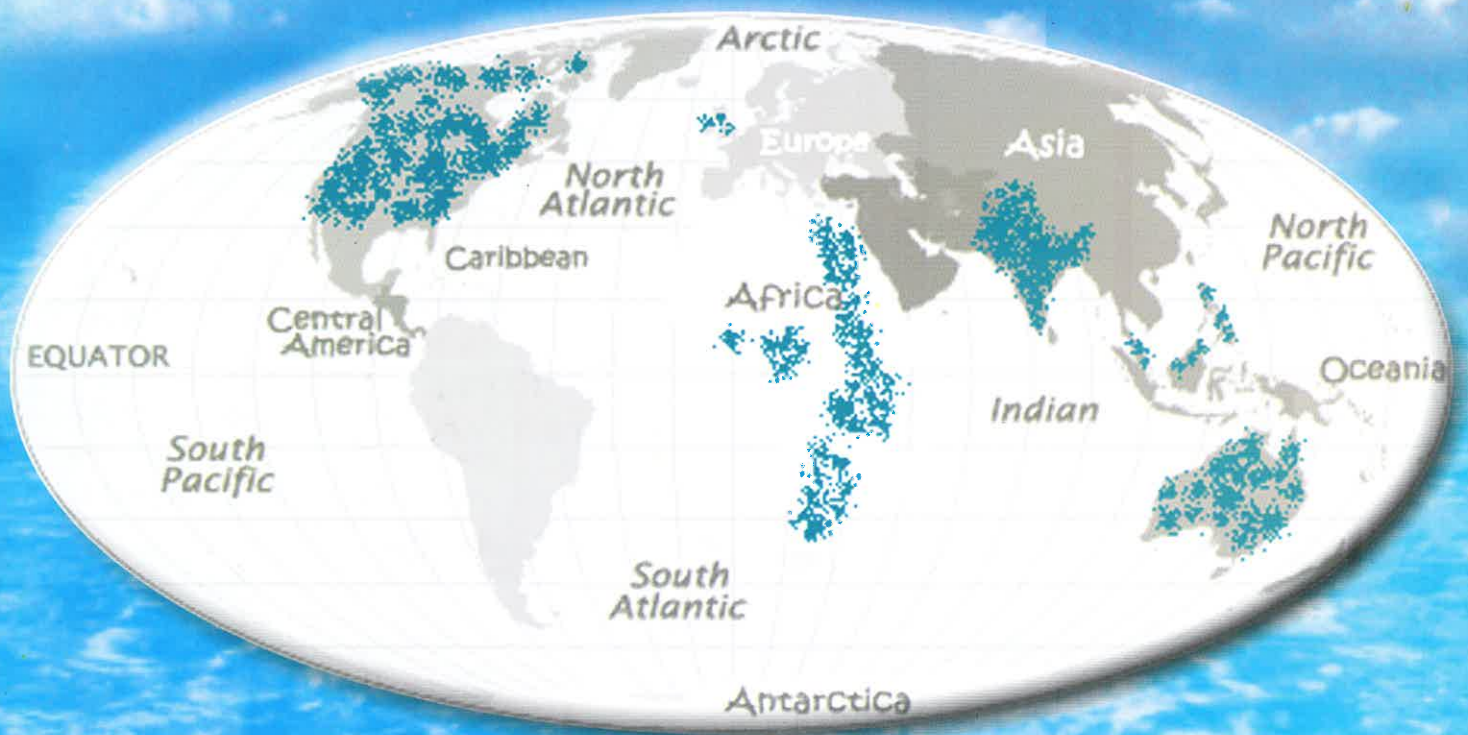 Arctic
Europe
Asia
North
Atlantic
North
Pacific
Caribbean
Africa
Central
America
EQUATOR
Oceania
Indian
South
Pacific
South
Atlantic
Antarctica